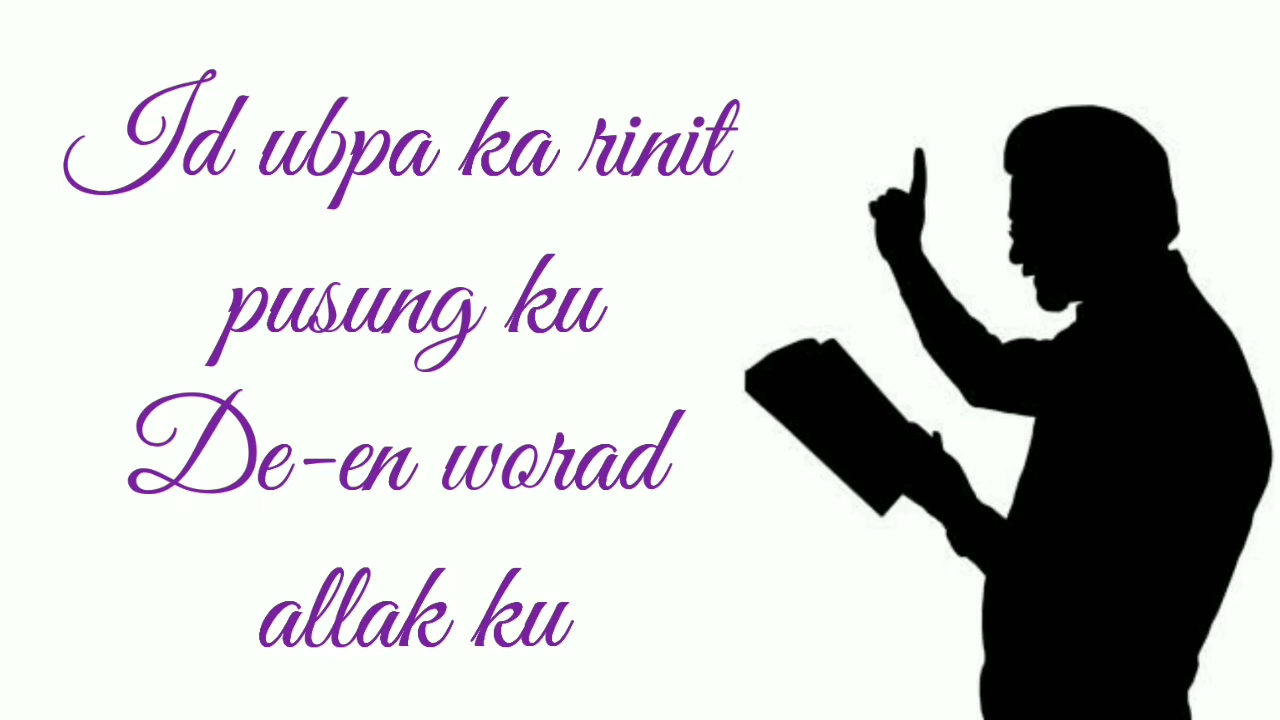 Id ubpa ka rinit
pusung ku
De-en worad
allak ku